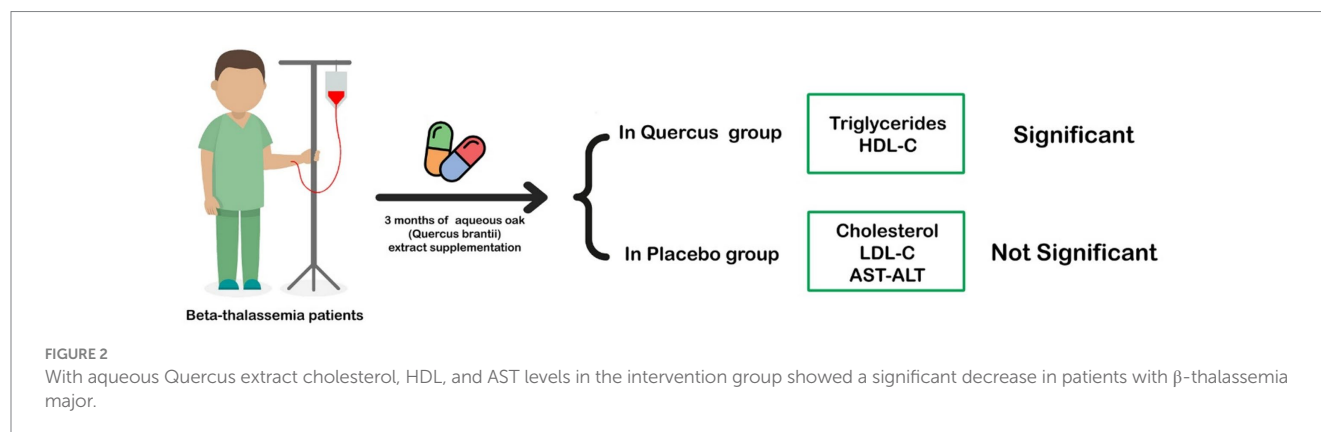 3 months of aqueous oak
(Quercus brantii)
extract supplementation
Beta-thalassemia patients
In Quercus group
Triglycerides
HDL-C
Significant
In Placebo group
Cholesterol
LDL-C
AST-ALT
Not Significant
FIGURE 2
With aqueous Quercus extract cholesterol, HDL, and AST levels in the intervention group showed a significant decrease in patients with β-thalassemia
major.